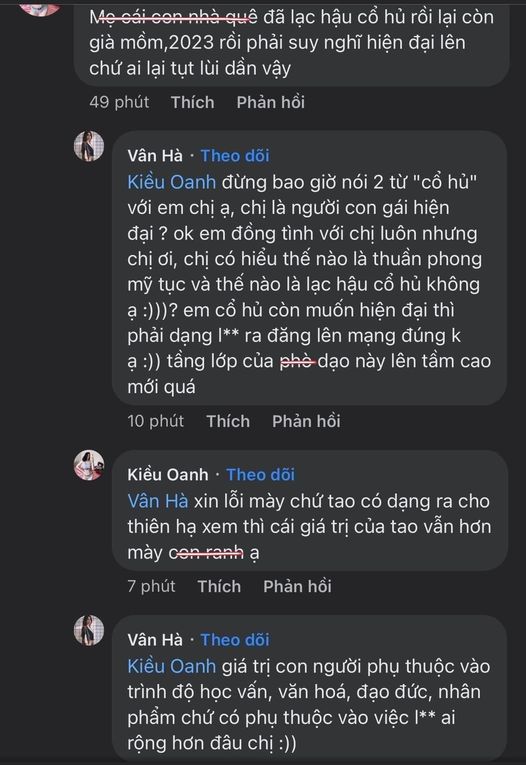 Mẹ cái con nhà quê đã lạc hậu cổ hủ rồi lại còn
già mồm,2023 rồi phải suy nghĩ hiện đại lên
chứ ai lại tụt lùi dần vậy
49 phút Thích Phản hồi
Vân Hà · Theo dõi
Kiều Oanh đừng bao giờ nói 2 từ "cổ hủ"
với em chị ạ, chị là người con gái hiện
đại ? ok em đồng tình với chị luôn nhưng
chị ơi, chị có hiểu thế nào là thuần phong
mỹ tục và thế nào là lạc hậu cổ hủ không
ạ :)))? em cổ hủ còn muốn hiện đại thì
phải dạng l** ra đăng lên mạng đúng k
ạ :)) tầng lớp của phò dạo này lên tầm cao
mới quá
10 phút Thích Phản hồi
Kiều Oanh · Theo dõi
Vân Hà xin lỗi mày chứ tao có dạng ra cho
thiên hạ xem thì cái giá trị của tao vẫn hơn
mày con ranh ạ
7 phút Thích Phản hồi
Vân Hà · Theo dõi
Kiều Oanh giá trị con người phụ thuộc vào
trình độ học vấn, văn hoá, đạo đức, nhân
phẩm chứ có phụ thuộc vào việc l** ai
rộng hơn đâu chị :))